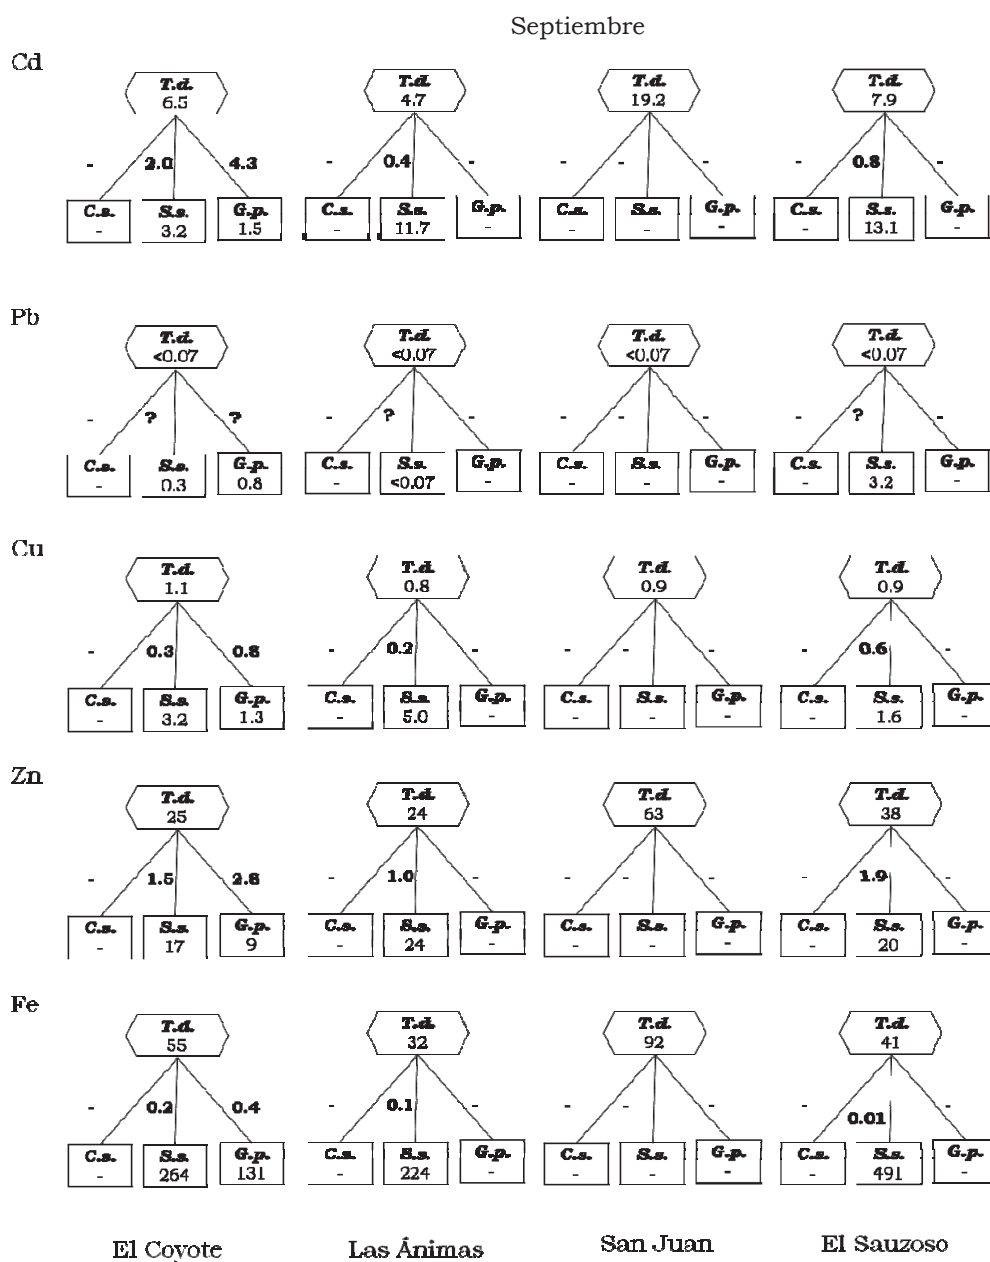 Septiembre
Cd
T.d. T.d. T.d. T.d.
6.5 4.7 19.2 7.9
- 2.0 4.3 - 0.4 - - - - - 0.8 -
C.s. S.s. G.p. C.s. S.s. G.p. C.s. S.s. G.p. C.s. S.s. G.p.
- 3.2 1.5 - 11.7 - - - - - 13.1 -
Pb
T.d. T.d. T.d. T.d.
<0.07 <0.07 <0.07 <0.07
- ? ? - ? - - - - - ? -
C.s. S.s. G.p. C.s. S.s. G.p. C.s. S.s. G.p. C.s. S.s. G.p.
- 0.3 0.8 - <0.07 - - - - - 3.2 -
Cu
T.d. T.d. T.d. T.d.
1.1 0.8 0.9 0.9
- 0.3 0.8 - 0.2 - - - - - 0.6 -
C.s. S.s. G.p. C.s. S.s. G.p. C.s. S.s. G.p. C.s. S.s. G.p.
- 3.2 1.3 - 5.0 - - - - - 1.6 -
Zn
T.d. T.d. T.d. T.d.
25 24 63 38
- 1.5 2.8 - 1.0 - - - - - 1.9 -
C.s. S.s. G.p. C.s. S.s. G.p. C.s. S.s. G.p. C.s. S.s. G.p.
- 17 9 - 24 - - - - - 20 -
Fe
T.d. T.d. T.d. T.d.
55 32 92 41
- 0.2 0.4 - 0.1 - - - - - 0.01 -
C.s. S.s. G.p. C.s. S.s. G.p. C.s. S.s. G.p. C.s. S.s. G.p.
- 264 131 - 224 - - - - - 491 -
El Coyote Las Ánimas San Juan El Sauzoso